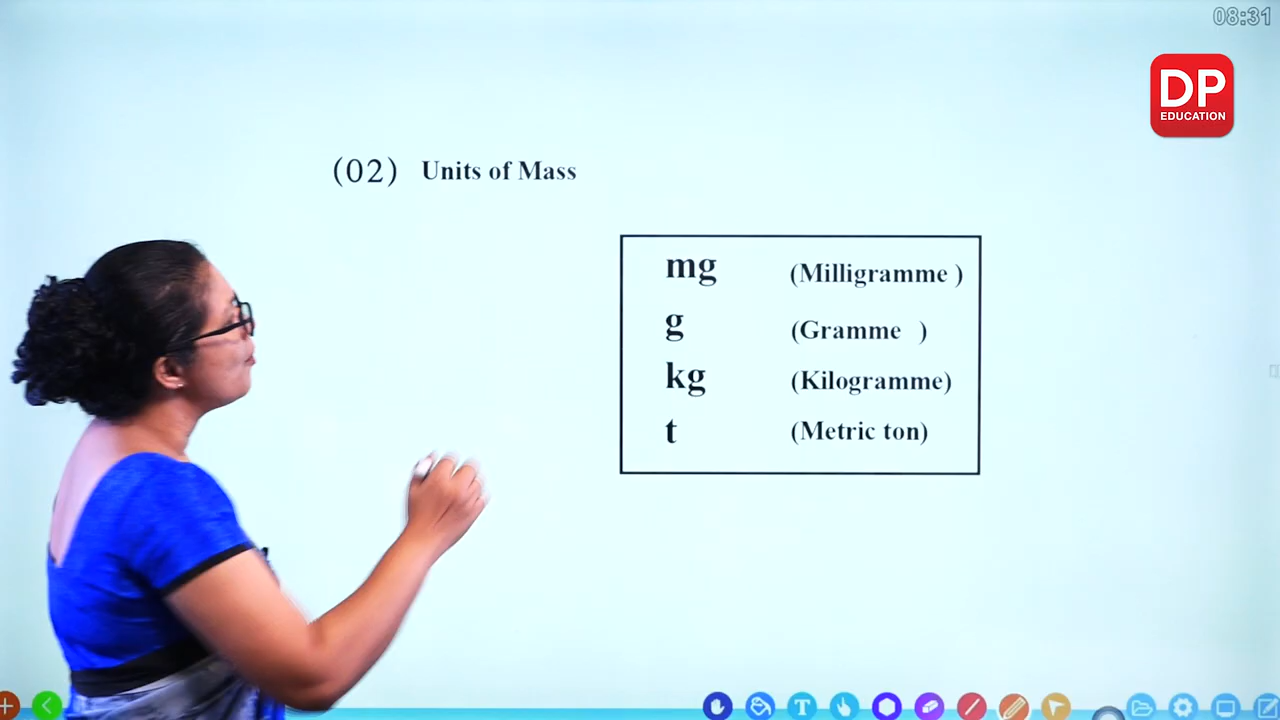 08:31
DP
EDUCATION
(02) Units of Mass
mg (Milligramme )
g (Gramme )
kg (Kilogramme)
t (Metric ton)
T